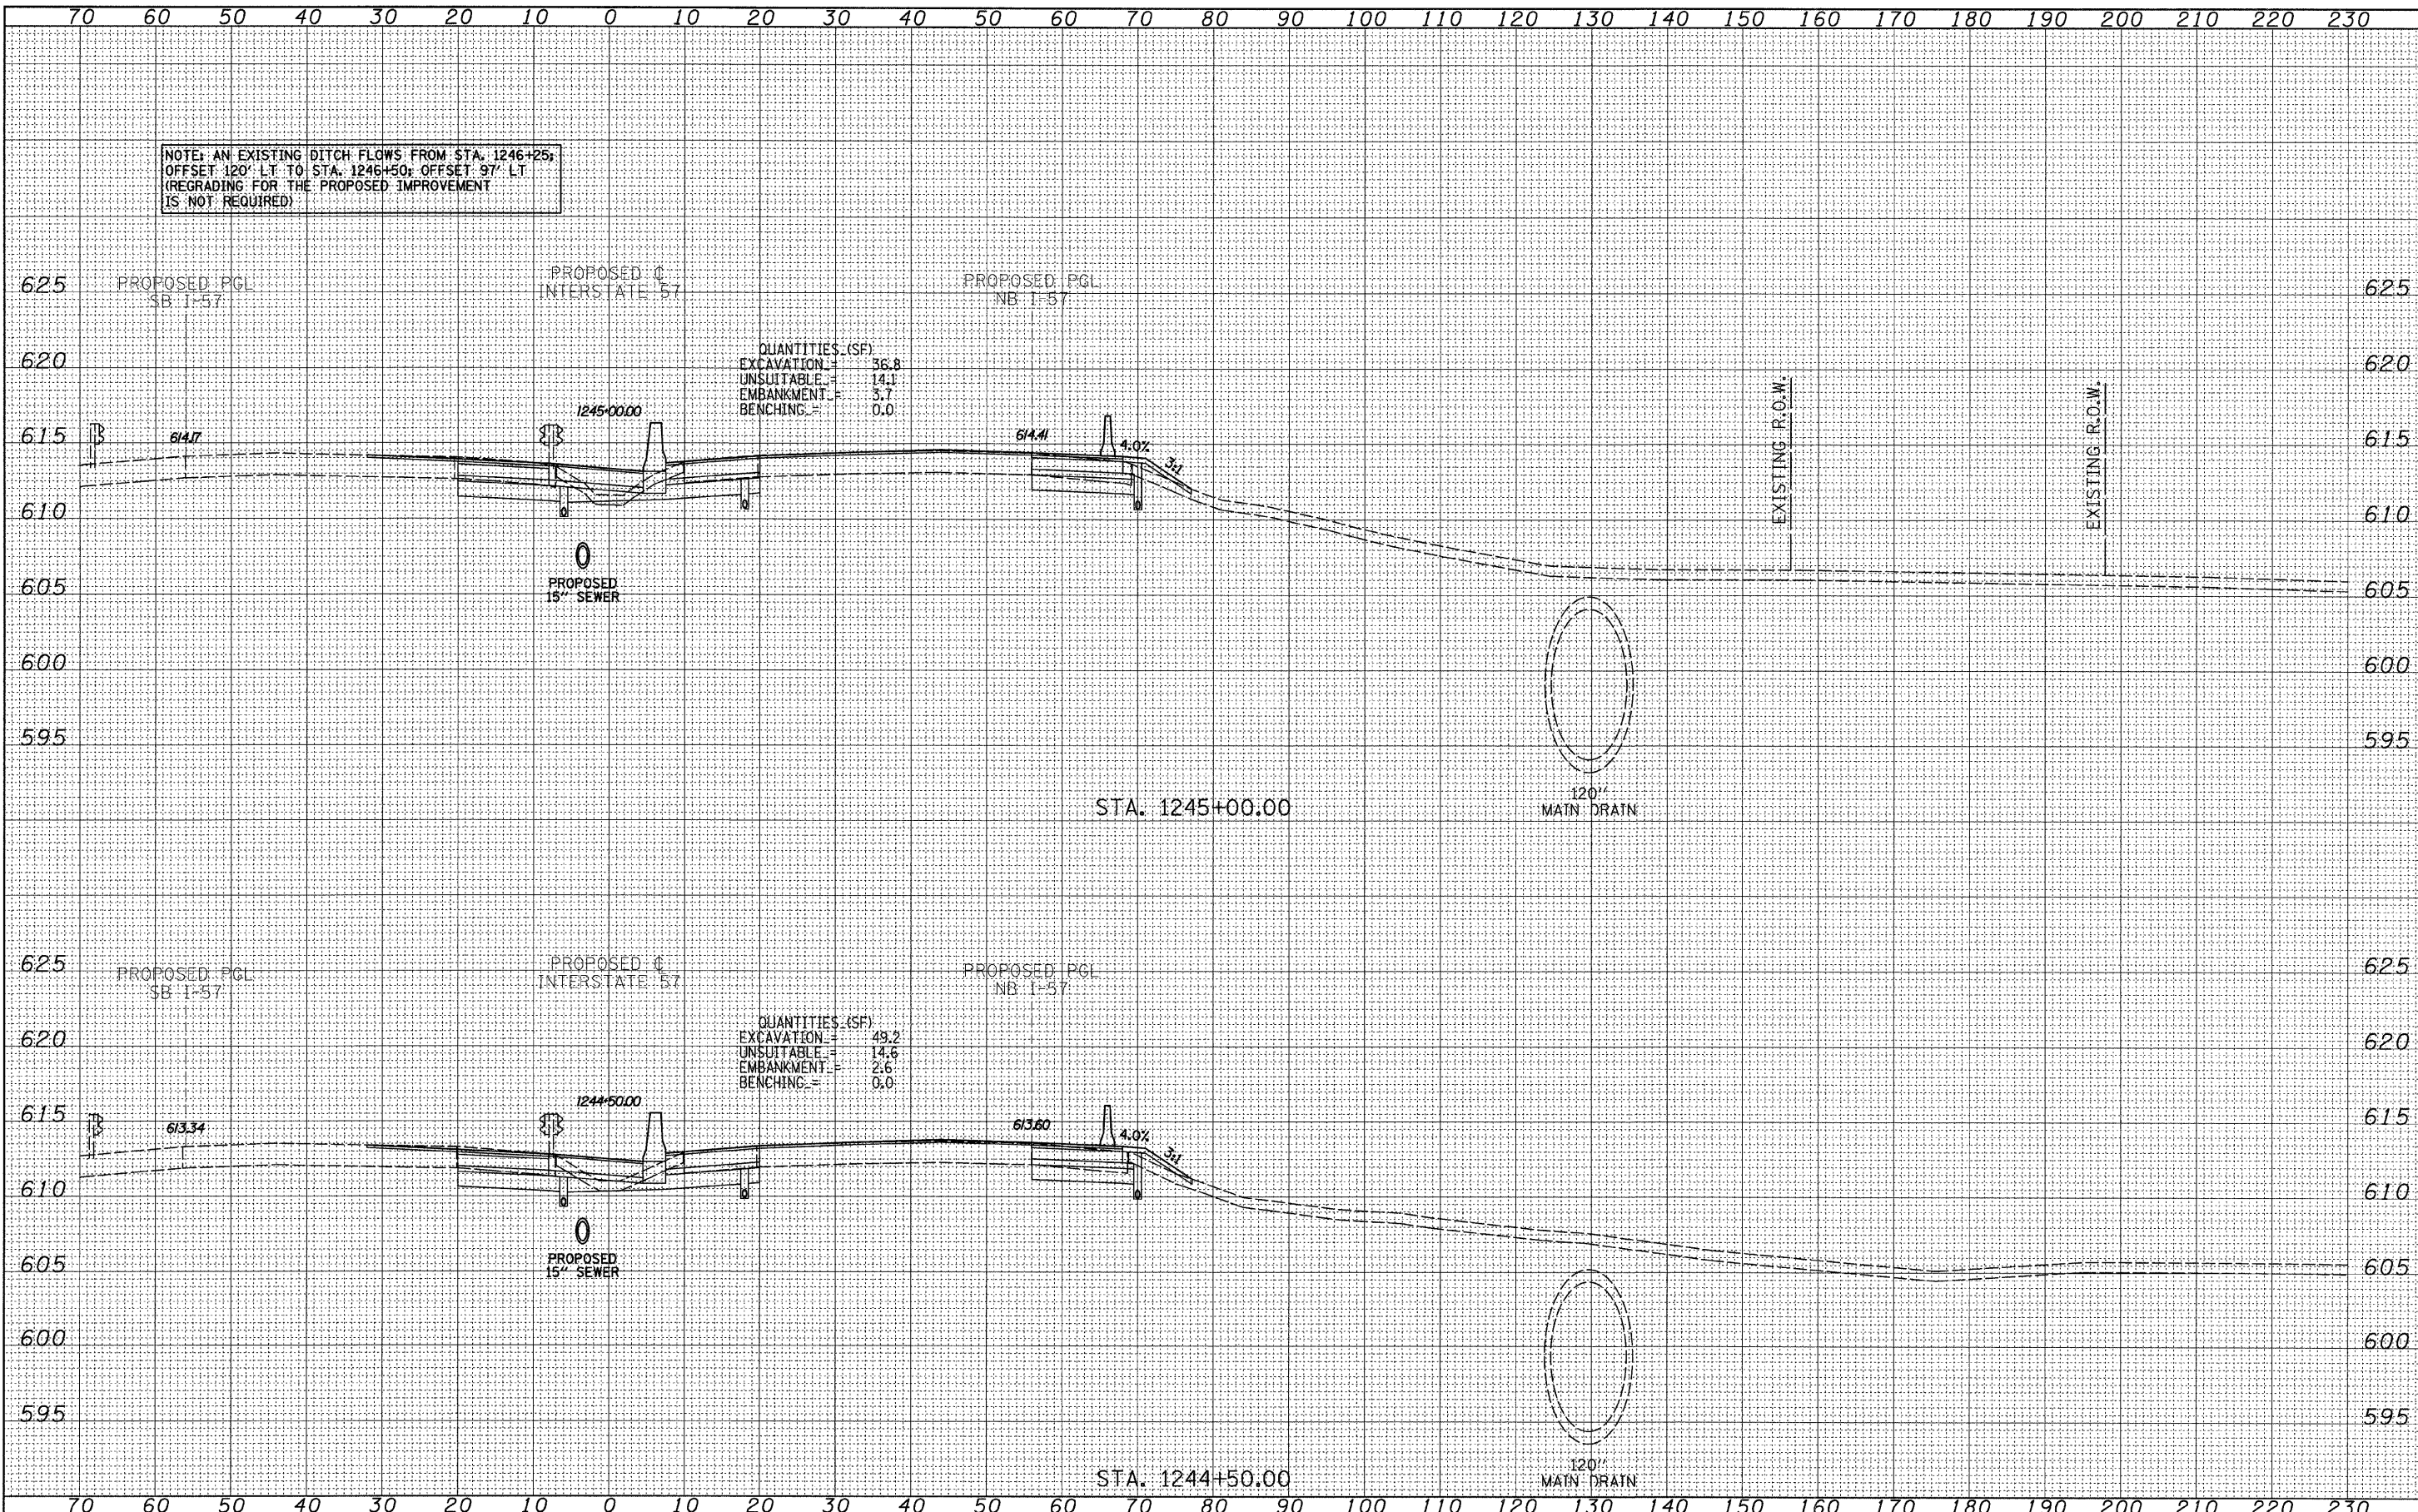 70 60 50 40 30 20 10 0 10 20 30 40 50 60 70 80 90 100 110 120 130 140 150 160 170 180 190 200 210 220 230
NOTE: AN EXISTING DITCH FLOWS FROM STA. 1246+25;
OFFSET 120' LT TO STA. 1246+50; OFFSET 97' LT
(REGRADING FOR THE PROPOSED IMPROVEMENT
IS NOT REQUIRED)
625 625
PROPOSED PGL
SB I-57
PROPOSED ℄
INTERSTATE 57
PROPOSED PGL
NB I-57
620 620
QUANTITIES (SF)
EXCAVATION = 36.8
UNSUITABLE = 14.1
EMBANKMENT = 3.7
BENCHING = 0.0
EXISTING R.O.W.
EXISTING R.O.W.
1245+00.00
615 615
614.17
614.41
4.0%
3:1
610 610
PROPOSED
15" SEWER
605 605
600 600
595 595
120"
MAIN DRAIN
STA. 1245+00.00
625 625
PROPOSED PGL
SB I-57
PROPOSED ℄
INTERSTATE 57
PROPOSED PGL
NB I-57
620 620
QUANTITIES (SF)
EXCAVATION = 49.2
UNSUITABLE = 14.6
EMBANKMENT = 2.6
BENCHING = 0.0
1244+50.00
615 615
613.34
613.60
4.0%
3:1
610 610
PROPOSED
15" SEWER
605 605
600 600
595 595
120"
MAIN DRAIN
STA. 1244+50.00
70 60 50 40 30 20 10 0 10 20 30 40 50 60 70 80 90 100 110 120 130 140 150 160 170 180 190 200 210 220 230